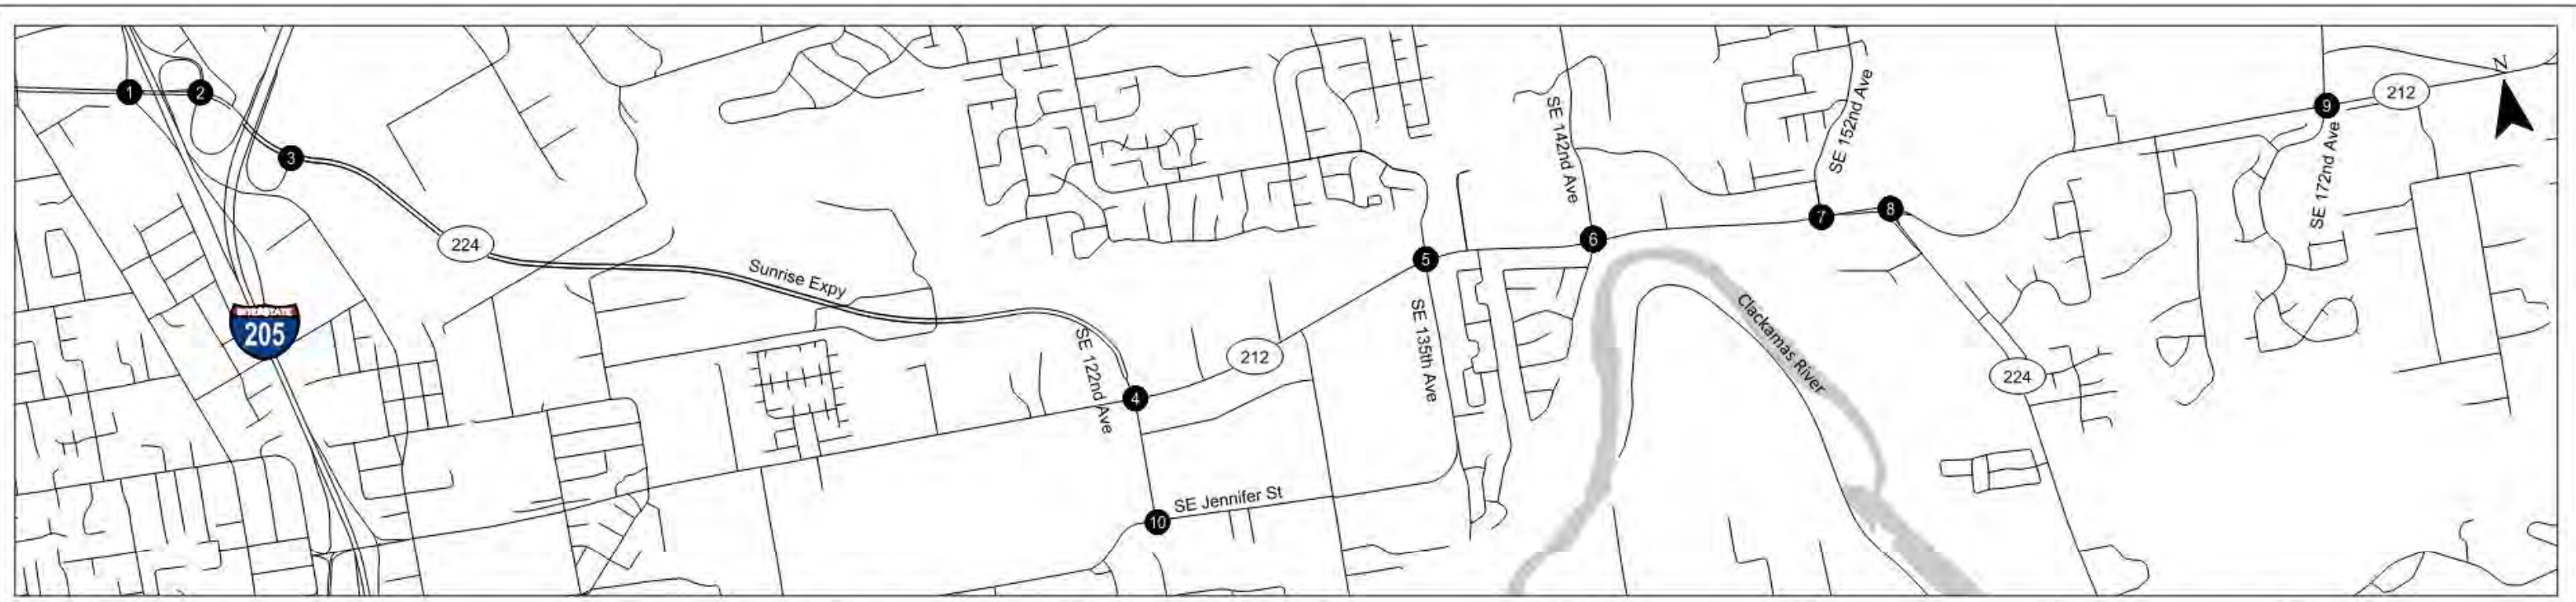 1
2
3
224
INTERSTATE
205
Sunrise Expy
SE 122nd Ave
4
212
10
SE Jennifer St
5
SE 135th Ave
SE 142nd Ave
6
Clackamas River
SE 152nd Ave
7
8
224
9
212
SE 172nd Ave
N